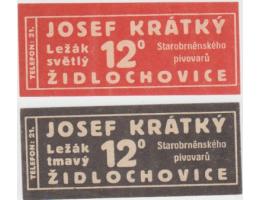 TELEFON: 21.
JOSEF KRÁTKÝ
Ležák
světlý
12°
Starobrněnského
pivovarů
ŽIDLOCHOVICE
TELEFON: 21.
JOSEF KRÁTKÝ
Ležák
tmavý
12°
Starobrněnského
pivovarů
ŽIDLOCHOVICE